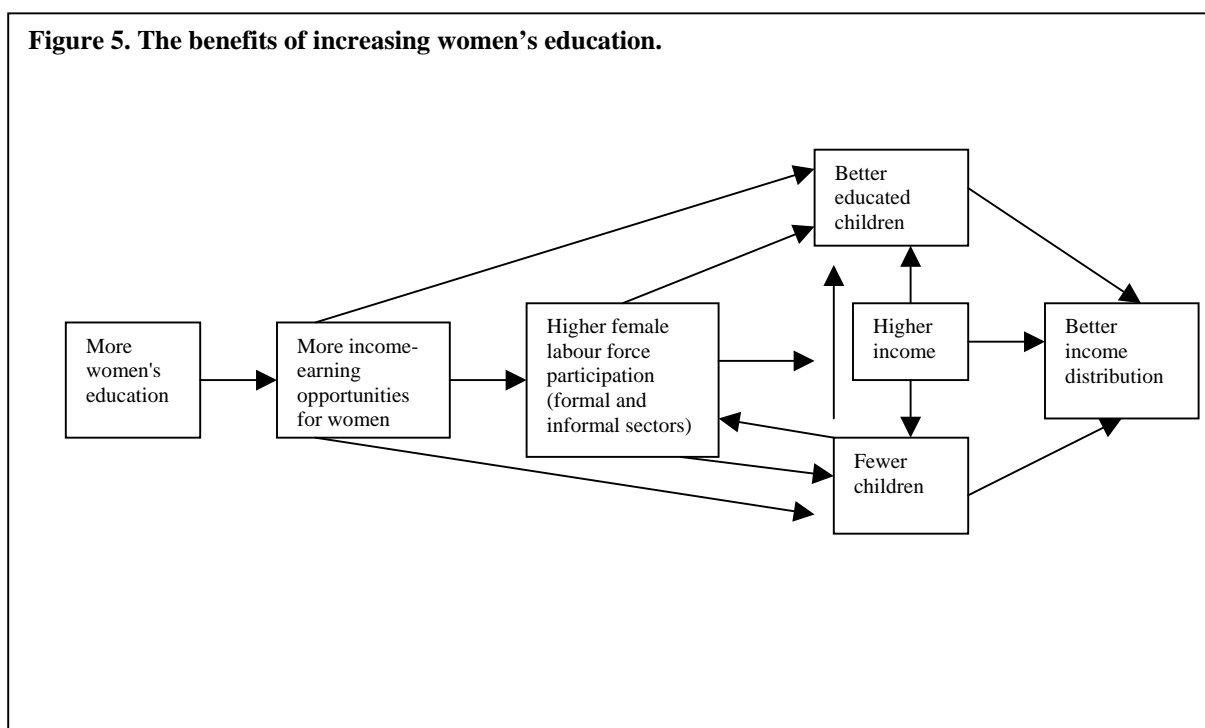 Figure 5. The benefits of increasing women’s education.
Better
educated
children
More
women's
education
More income-
earning
opportunities
for women
Higher female
labour force
participation
(formal and
informal sectors)
Higher
income
Better
income
distribution
Fewer
children